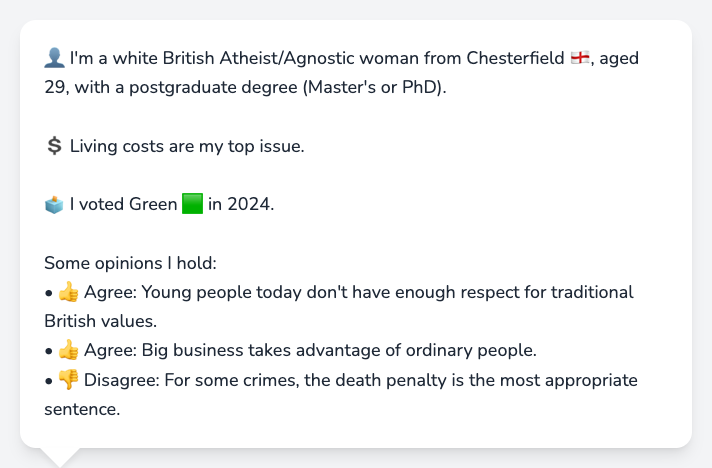 👤 I'm a white British Atheist/Agnostic woman from Chesterfield 🏴󠁧󠁢󠁥󠁮󠁧󠁿, aged
29, with a postgraduate degree (Master's or PhD).
💲 Living costs are my top issue.
🗳️ I voted Green 🟩 in 2024.
Some opinions I hold:
• 👍 Agree: Young people today don't have enough respect for traditional
British values.
• 👍 Agree: Big business takes advantage of ordinary people.
• 👎 Disagree: For some crimes, the death penalty is the most appropriate
sentence.